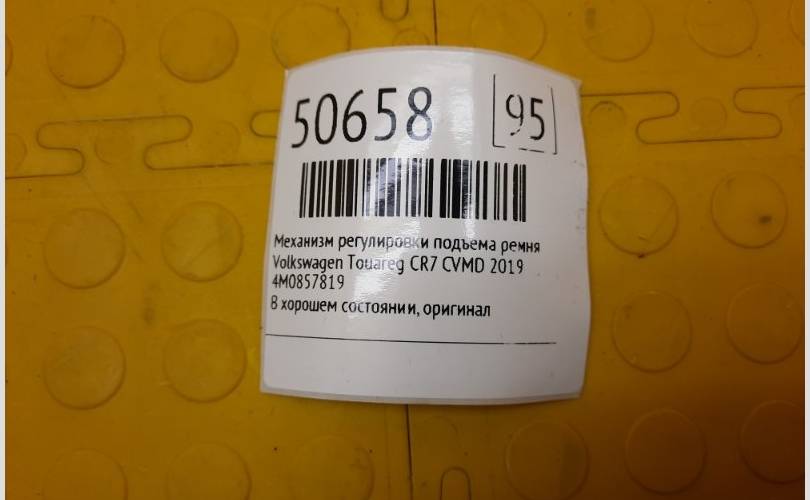 50658 95
Механизм регулировки подъема ремня
Volkswagen Touareg CR7 CVMD 2019
4M0857819
В хорошем состоянии, оригинал